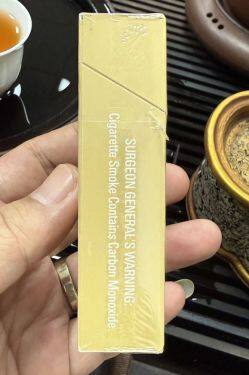 SURGEON GENERAL'S WARNING:
Cigarette Smoke Contains Carbon Monoxide.